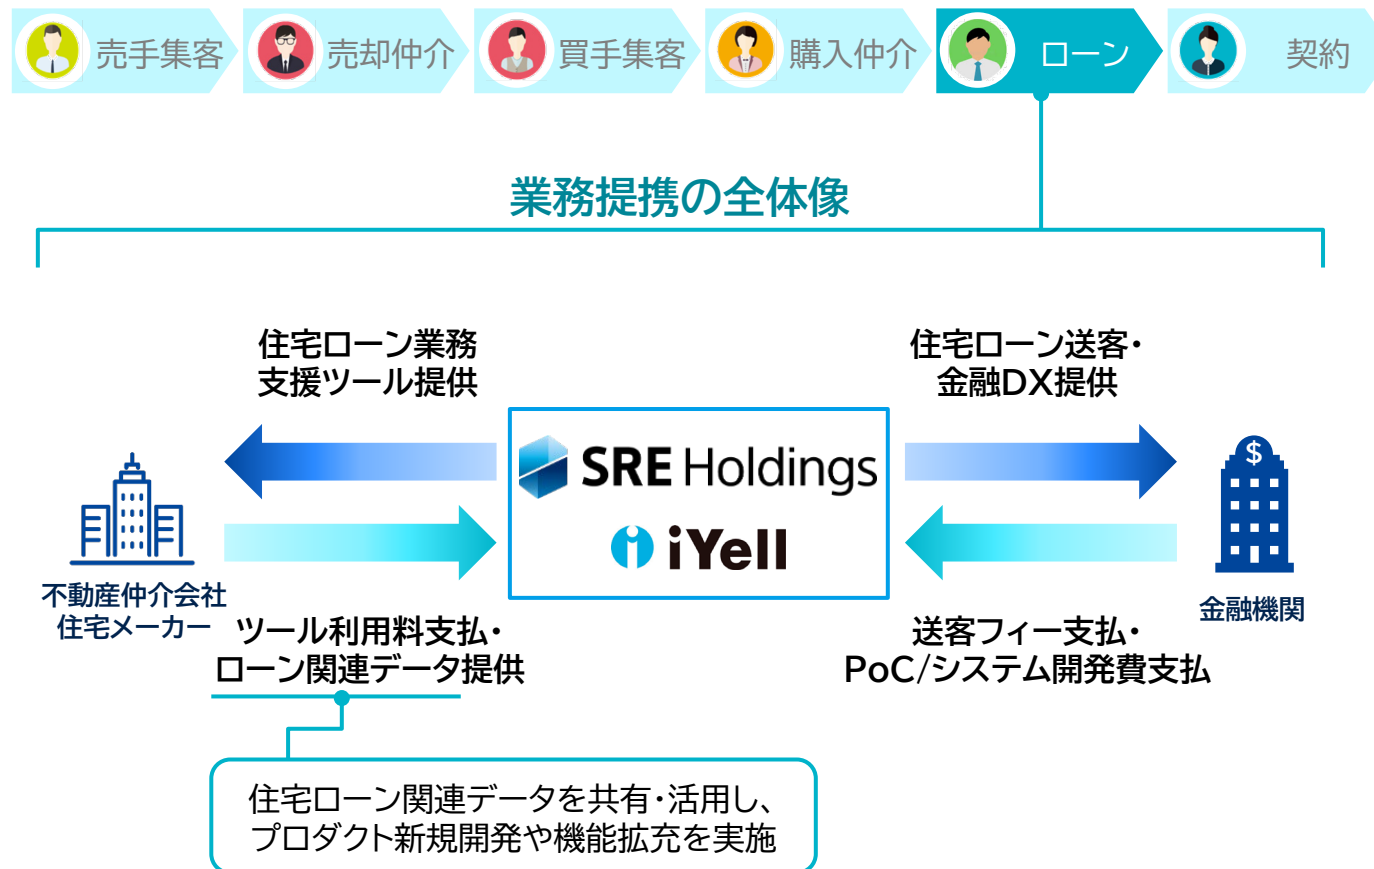 売手集客
売却仲介
買手集客
購入仲介
ローン
契約
業務提携の全体像
住宅ローン業務
支援ツール提供
住宅ローン送客・
金融DX提供
SRE Holdings
iYell
$
不動産仲介会社
住宅メーカー
金融機関
ツール利用料支払・
ローン関連データ提供
送客フィー支払・
PoC/システム開発費支払
住宅ローン関連データを共有・活用し、
プロダクト新規開発や機能拡充を実施